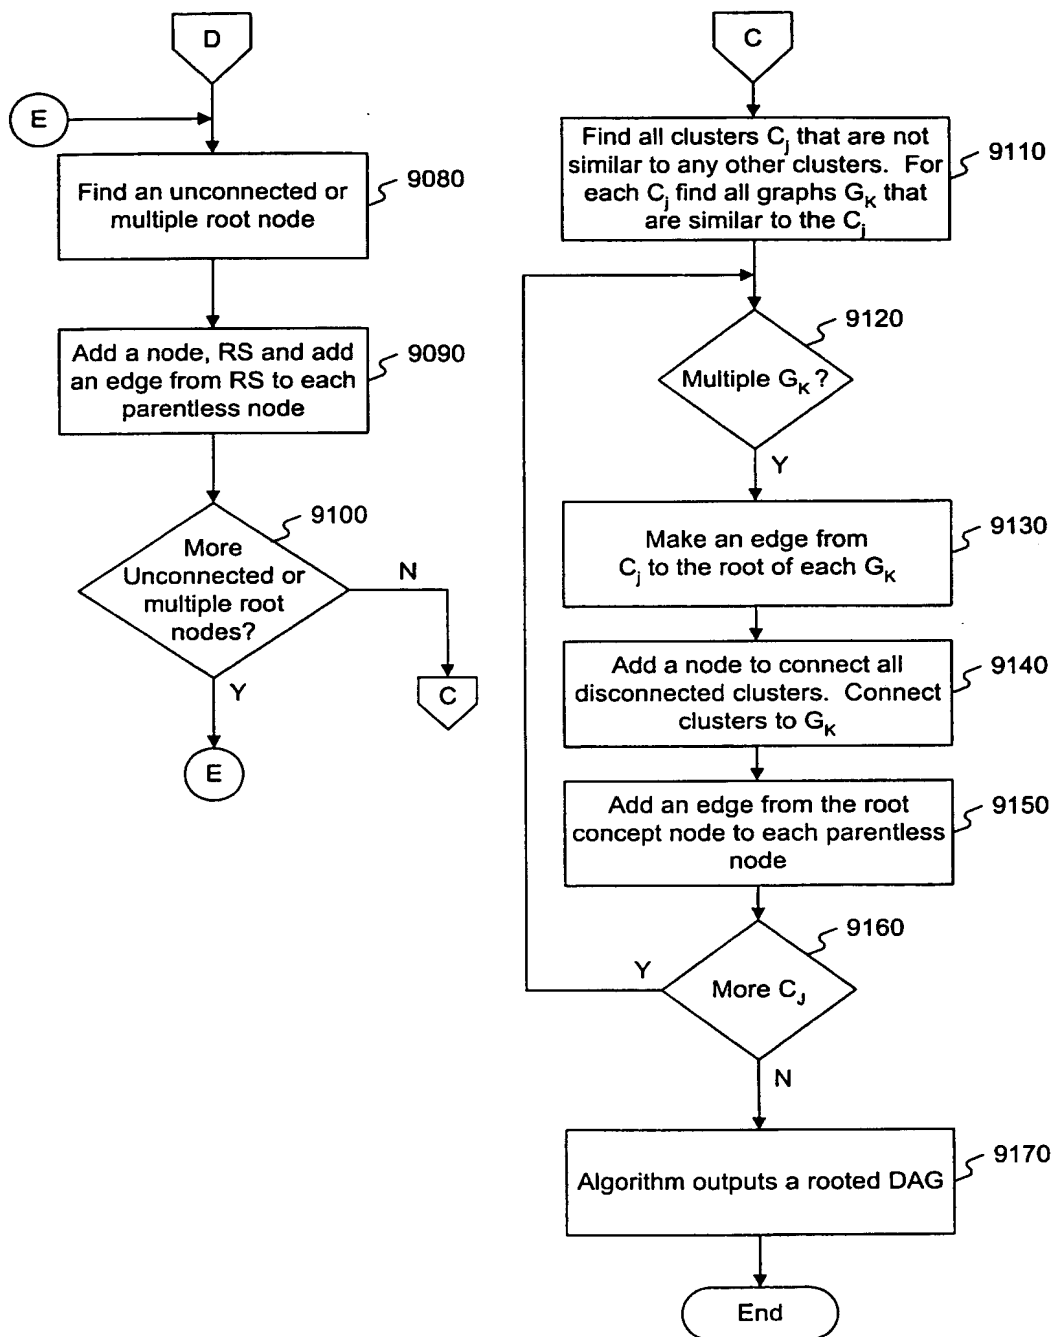 D
E
Find an unconnected or
multiple root node
9080
Add a node, RS and add
an edge from RS to each
parentless node
9090
More
Unconnected or
multiple root
nodes?
9100
N
Y
C
E
C
Find all clusters Cj that are not
similar to any other clusters. For
each Cj find all graphs GK that
are similar to the Cj
9110
Multiple GK ?
9120
Y
Make an edge from
Cj to the root of each GK
9130
Add a node to connect all
disconnected clusters. Connect
clusters to GK
9140
Add an edge from the root
concept node to each parentless
node
9150
More CJ
9160
Y
N
Algorithm outputs a rooted DAG
9170
End